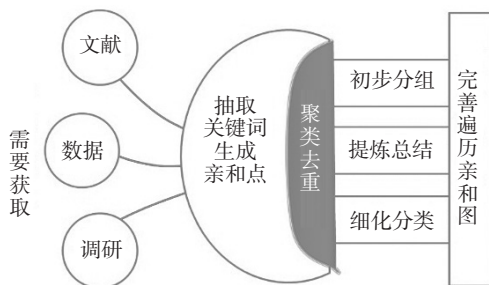 需要获取
文献
数据
调研
抽取
关键词
生成
亲和点
聚类去重
初步分组
提炼总结
细化分类
完善遍历亲和图